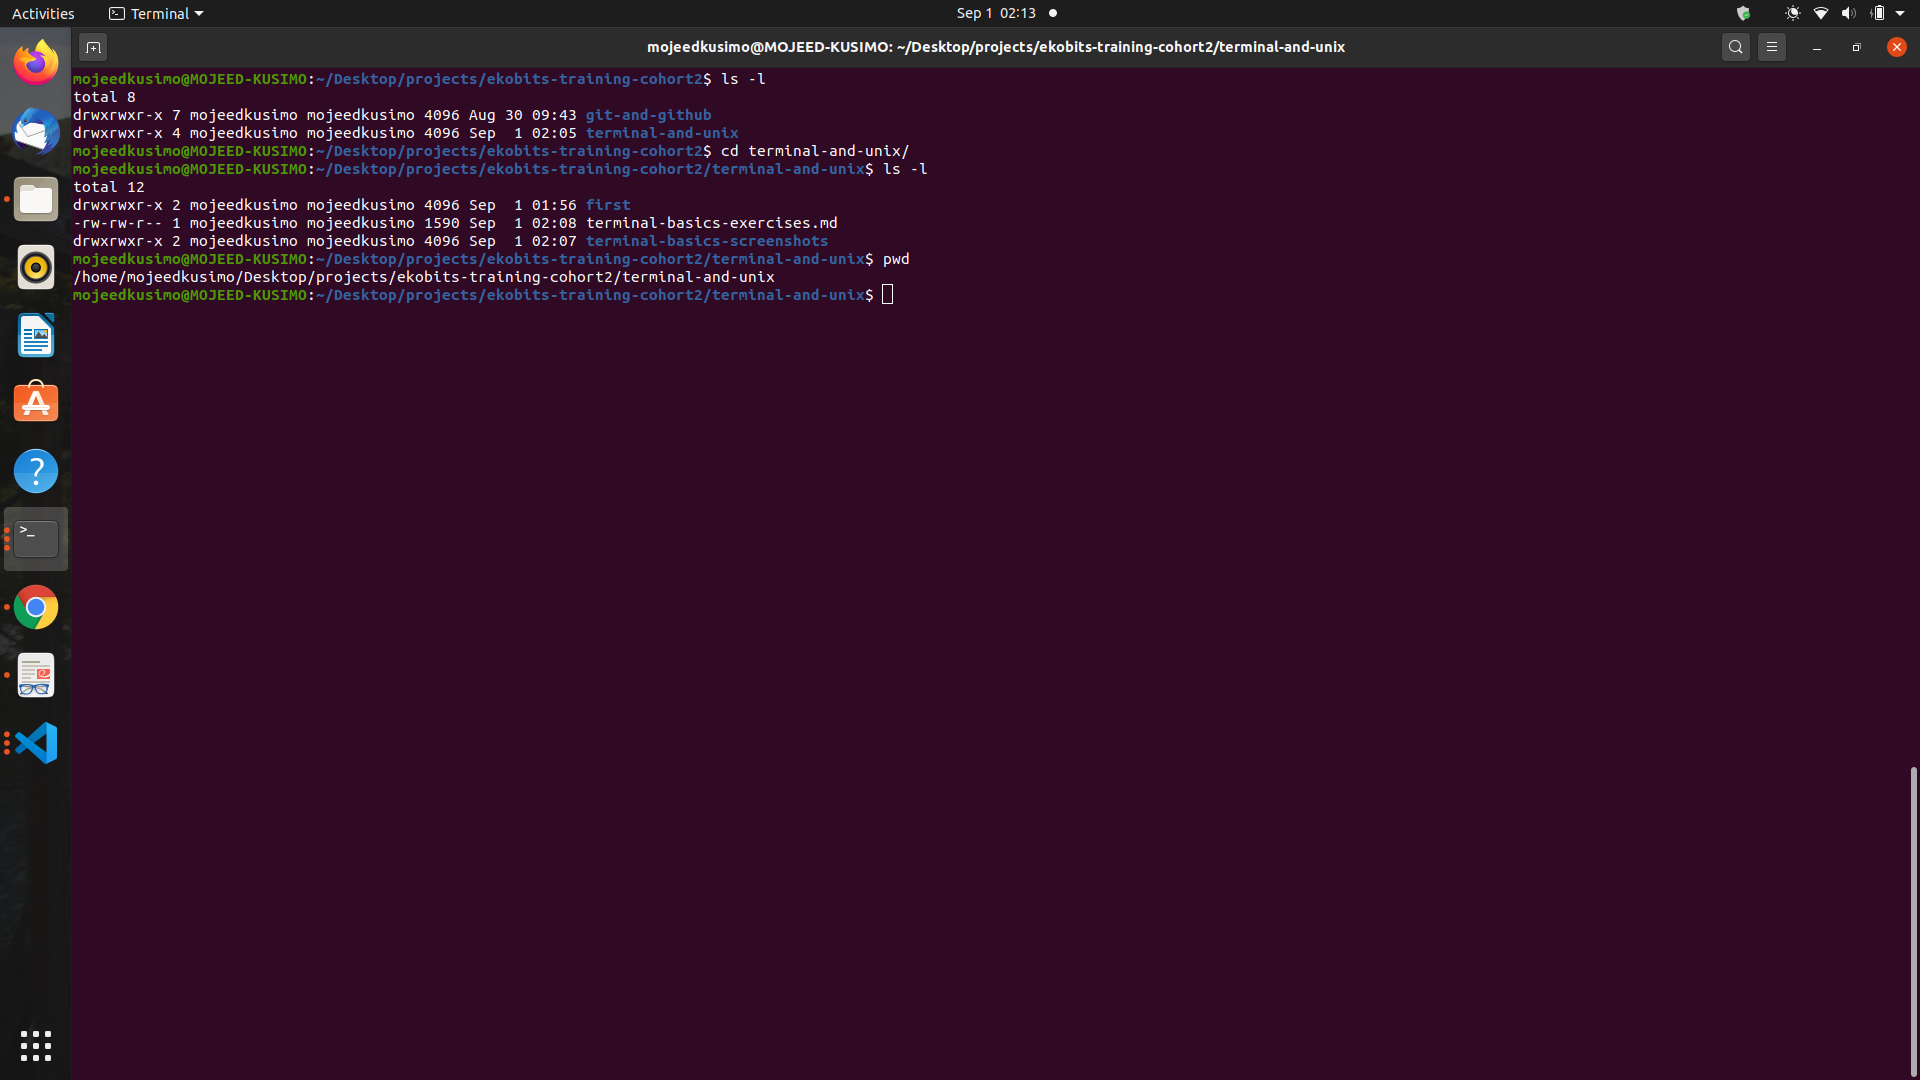 Activities
Terminal
Sep 1 02:13
mojeedkusimo@MOJEED-KUSIMO: ~/Desktop/projects/ekobits-training-cohort2/terminal-and-unix
mojeedkusimo@MOJEED-KUSIMO:~/Desktop/projects/ekobits-training-cohort2$ ls -l
total 8
drwxrwxr-x 7 mojeedkusimo mojeedkusimo 4096 Aug 30 09:43 git-and-github
drwxrwxr-x 4 mojeedkusimo mojeedkusimo 4096 Sep  1 02:05 terminal-and-unix
mojeedkusimo@MOJEED-KUSIMO:~/Desktop/projects/ekobits-training-cohort2$ cd terminal-and-unix/
mojeedkusimo@MOJEED-KUSIMO:~/Desktop/projects/ekobits-training-cohort2/terminal-and-unix$ ls -l
total 12
drwxrwxr-x 2 mojeedkusimo mojeedkusimo 4096 Sep  1 01:56 first
-rw-rw-r-- 1 mojeedkusimo mojeedkusimo 1590 Sep  1 02:08 terminal-basics-exercises.md
drwxrwxr-x 2 mojeedkusimo mojeedkusimo 4096 Sep  1 02:07 terminal-basics-screenshots
mojeedkusimo@MOJEED-KUSIMO:~/Desktop/projects/ekobits-training-cohort2/terminal-and-unix$ pwd
/home/mojeedkusimo/Desktop/projects/ekobits-training-cohort2/terminal-and-unix
mojeedkusimo@MOJEED-KUSIMO:~/Desktop/projects/ekobits-training-cohort2/terminal-and-unix$